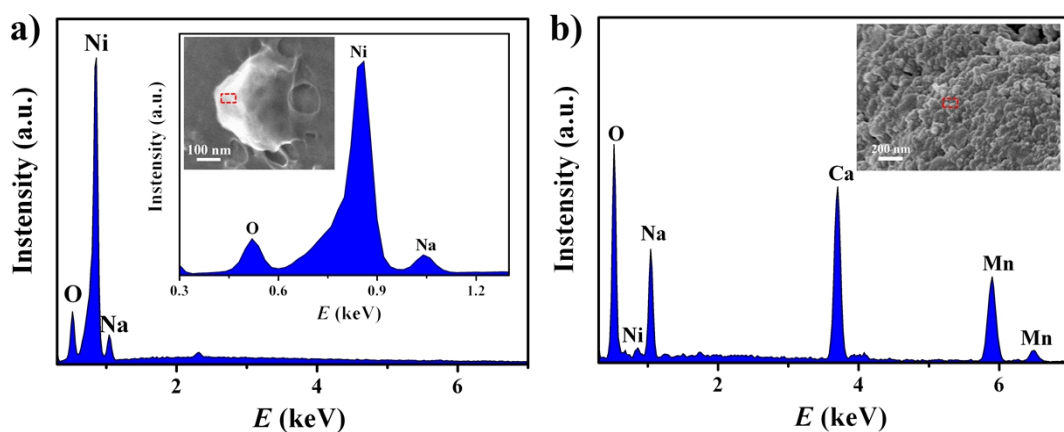 a)
Instensity (a.u.)
Ni
O
Na
2
4
6
E (keV)
Instensity (a.u.)
Ni
O
Na
0.3
0.6
0.9
1.2
E (keV)
100 nm
b)
Instensity (a.u.)
O
Ni
Na
Ca
Mn
Mn
2
4
6
E (keV)
200 nm